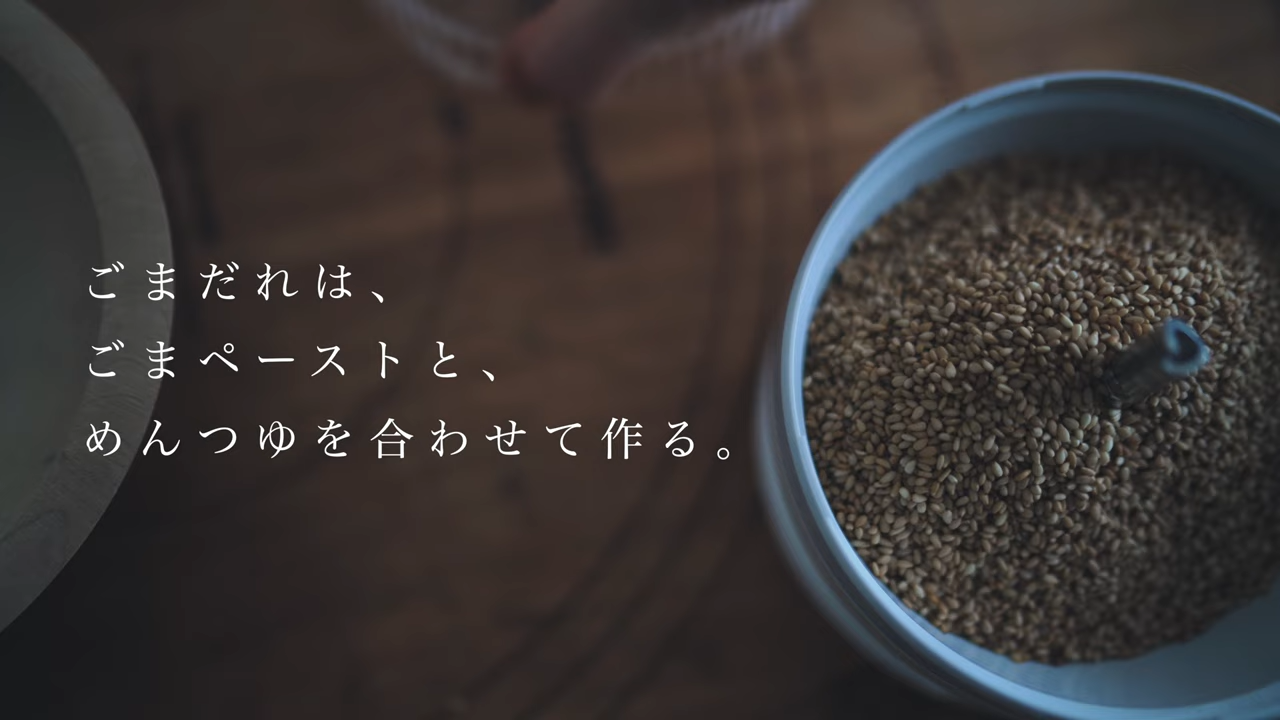 ごまだれは、
ごまペーストと、
めんつゆを合わせて作る。